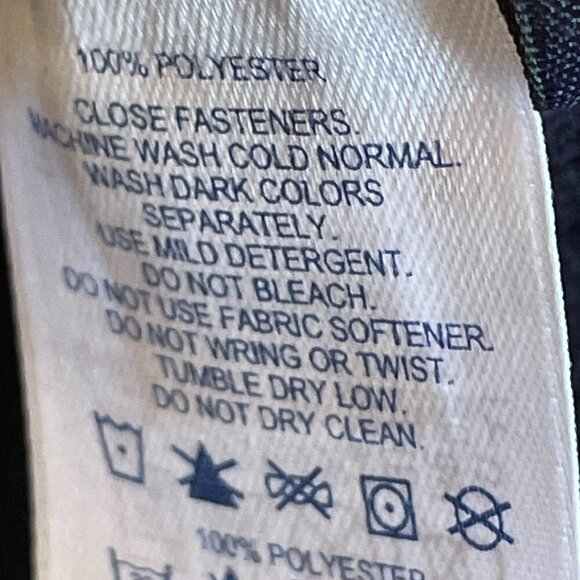 100% POLYESTER
CLOSE FASTENERS.
MACHINE WASH COLD NORMAL.
WASH DARK COLORS
SEPARATELY.
USE MILD DETERGENT.
DO NOT BLEACH.
DO NOT USE FABRIC SOFTENER.
DO NOT WRING OR TWIST.
TUMBLE DRY LOW.
DO NOT DRY CLEAN.
100% POLYESTER